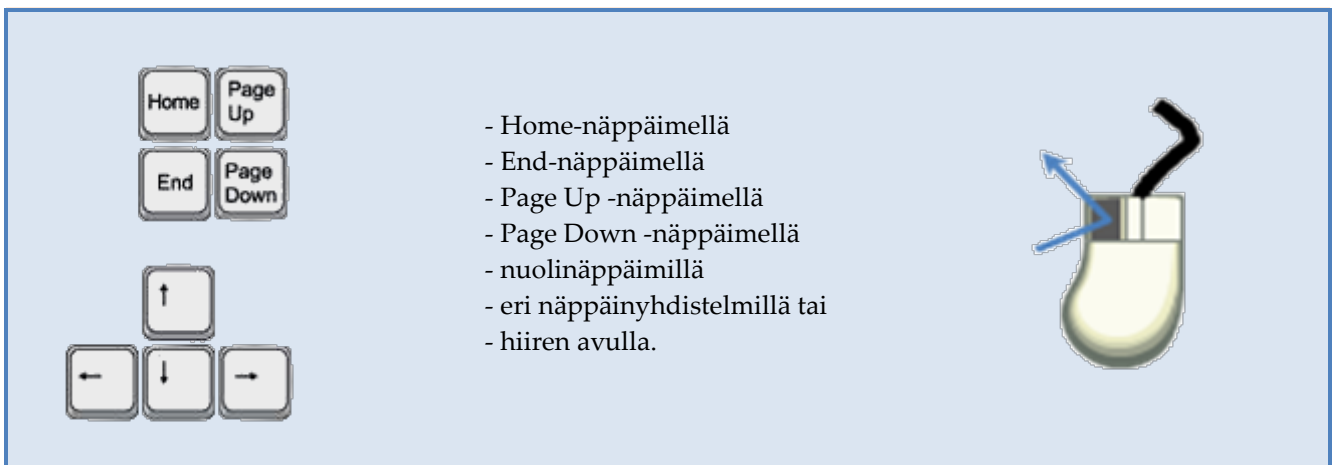 Home
Page
Up
End
Page
Down
↑
← ↓ →
- Home-näppäimellä
- End-näppäimellä
- Page Up -näppäimellä
- Page Down -näppäimellä
- nuolinäppäimillä
- eri näppäinyhdistelmillä tai
- hiiren avulla.